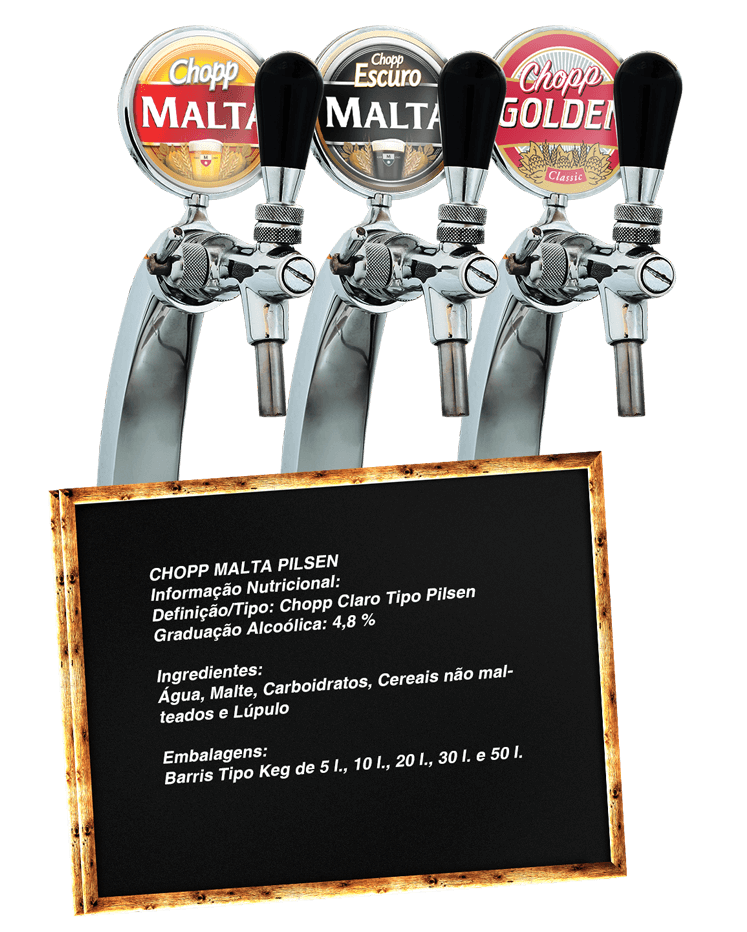 Chopp
MALTA
Chopp
Escuro
MALTA
Chopp
GOLDEN
Classic
M
CHOPP MALTA PILSEN
Informação Nutricional:
Definição/Tipo: Chopp Claro Tipo Pilsen
Graduação Alcoólica: 4,8 %
Ingredientes:
Água, Malte, Carboidratos, Cereais não mal-
teados e Lúpulo
Embalagens:
Barris Tipo Keg de 5 l., 10 l., 20 l., 30 l. e 50 l.